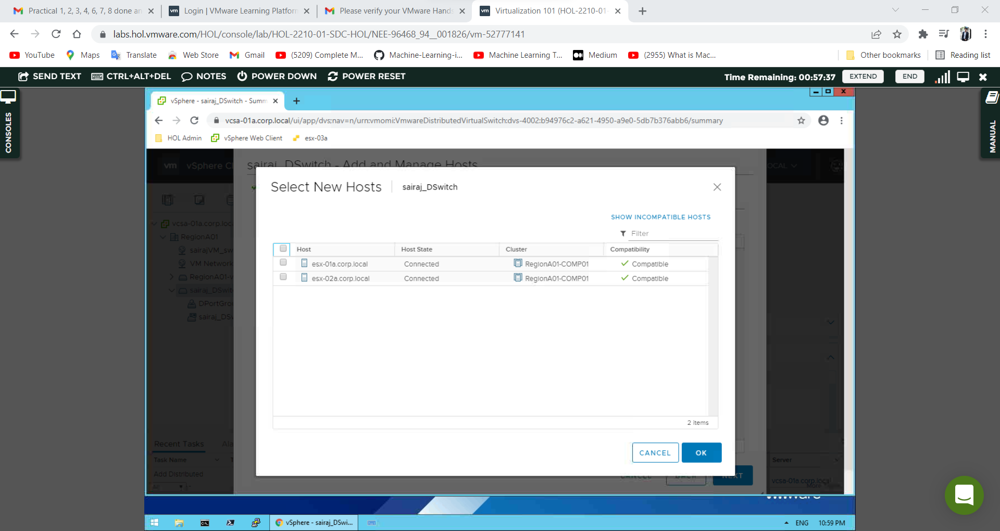 Practical 1, 2, 3, 4, 6, 7, 8 done an
Login | VMware Learning Platform
Please verify your VMware Hands
Virtualization 101 (HOL-2210-01-
labs.hol.vmware.com/HOL/console/lab/HOL-2210-01-SDC-HOL/NEE-96468_94__001826/vm-52777141
YouTube Maps Translate Web Store Gmail (5209) Complete M... Machine-Learning-i... Machine Learning T... Medium (2955) What is Mac... Other bookmarks Reading list
SEND TEXT CTRL+ALT+DEL NOTES POWER DOWN POWER RESET Time Remaining: 00:57:37 EXTEND END
CONSOLES
MANUAL
vSphere - sairaj_DSwitch - Summ
vcsa-01a.corp.local/ui/app/dvs;nav=n/urn:vmomi:VmwareDistributedVirtualSwitch:dvs-4002:b94976c2-a621-4950-a9e0-5db7b376abb6/summary
HOL Admin vSphere Web Client esx-03a
vm vSphere Cl
sairaj_DSwitch - Add and Manage Hosts
OCAL
Select New Hosts sairaj_DSwitch
SHOW INCOMPATIBLE HOSTS
Filter
Host Host State Cluster Compatibility
esx-01a.corp.local Connected RegionA01-COMP01 Compatible
esx-02a.corp.local Connected RegionA01-COMP01 Compatible
2 items
CANCEL OK
vcsa-01a.corp.loc
RegionA01
sairajVM_sw
VM Network
RegionA01-v
sairaj_DSwit
DPortGro
sairaj_DSv
Recent Tasks Ala
Task Name T
Server
Add Distributed
All
vcsa-01a.corp.local
More Tasks
CANCEL BACK NEXT
vmware
vSphere - sairaj_DSwi...
ENG 10:59 PM